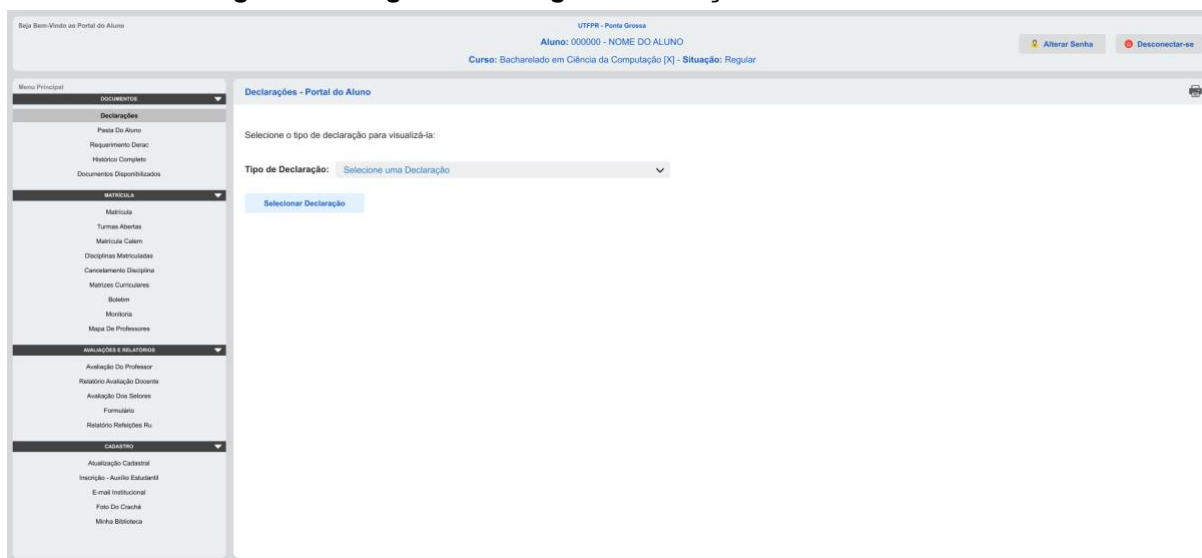 Seja Bem-Vindo ao Portal do Aluno
UTFPR - Ponta Grossa
Aluno: 000000 - NOME DO ALUNO
Curso: Bacharelado em Ciência da Computação [X] - Situação: Regular
Alterar Senha
Desconectar-se
Menu Principal
DOCUMENTOS
Declarações
Pasta Do Aluno
Requerimento Derac
Histórico Completo
Documentos Disponibilizados
MATRÍCULA
Matrícula
Turmas Abertas
Matrícula Calem
Disciplinas Matriculadas
Cancelamento Disciplina
Matrizes Curriculares
Boletim
Monitoria
Mapa De Professores
AVALIAÇÕES E RELATÓRIOS
Avaliação Do Professor
Relatório Avaliação Docente
Avaliação Dos Setores
Formulário
Relatório Refeições Ru
CADASTRO
Atualização Cadastral
Inscrição - Auxílio Estudantil
E-mail Institucional
Foto Do Crachá
Minha Biblioteca
Declarações - Portal do Aluno
Selecione o tipo de declaração para visualizá-la:
Tipo de Declaração: Selecione uma Declaração
Selecionar Declaração